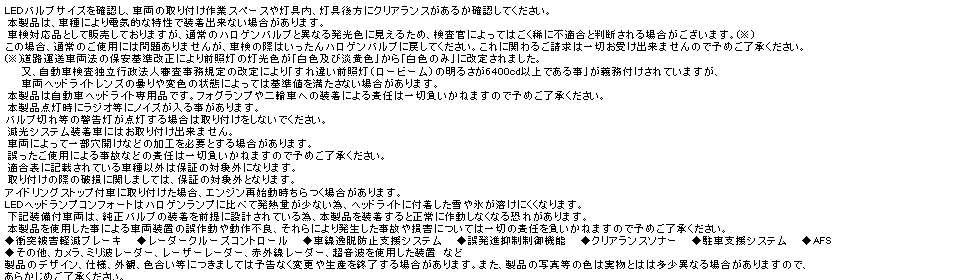 LEDバルブサイズを確認し、車両の取り付け作業スペースや灯具内、灯具後方にクリアランスがあるか確認してください。
本製品は、車種により電気的な特性で装着出来ない場合があります。
車検対応品として販売しておりますが、通常のハロゲンバルブと異なる発光色に見えるため、検査官によってはごく稀に不適合と判断される場合がございます。(※)
この場合、通常のご使用には問題ありませんが、車検の際はいったんハロゲンバルブに戻してください。これに関わるご請求は一切お受け出来ませんので予めご了承ください。
(※)道路運送車両法の保安基準改正により前照灯の灯光色が「白色及び淡黄色」から「白色のみ」に改定されました。
又、自動車検査独立行政法人審査事務規定の改定により「すれ違い前照灯(ロービーム)の明るさが6400cd以上である事」が義務付けされていますが、
車両ヘッドライトレンズの曇りや変色の状態によっては基準値を満たさない場合があります。
本製品は自動車ヘッドライト専用品です。フォグランプや二輪車への装着による責任は一切負いかねますので予めご了承ください。
本製品点灯時にラジオ等にノイズが入る事があります。
バルブ切れ等の警告灯が点灯する場合は取り付けをしないでください。
減光システム装着車にはお取り付け出来ません。
車両によって一部穴開けなどの加工を必要とする場合があります。
誤ったご使用による事故などの責任は一切負いかねますので予めご了承ください。
適合表に記載されている車種以外は保証の対象外になります。
取り付けの際の破損に関しましては、保証の対象外となります。
アイドリングストップ付車に取り付けた場合、エンジン再始動時ちらつく場合があります。
LEDヘッドランプコンフォートはハロゲンランプに比べて発熱量が少ない為、ヘッドライトに付着した雪や氷が溶けにくくなります。
下記装備付車両は、純正バルブの装着を前提に設計されている為、本製品を装着すると正常に作動しなくなる恐れがあります。
本製品を使用した事による車両装置の誤作動や動作不良、それらにより発生した事故や損害については一切の責任を負いかねますので予めご了承ください。
◆衝突被害軽減ブレーキ ◆レーダークルーズコントロール ◆車線逸脱防止支援システム ◆誤発進抑制制御機能 ◆クリアランスソナー ◆駐車支援システム ◆AFS
◆その他、カメラ、ミリ波レーダー、レーザーレーダー、赤外線レーダー、超音波を使用した装置 など
製品のデザイン、仕様、外観、色合い等につきましては予告なく変更や生産を終了する場合があります。また、製品の写真等の色は実物とはは多少異なる場合がありますので、
あらかじめご了承ください。